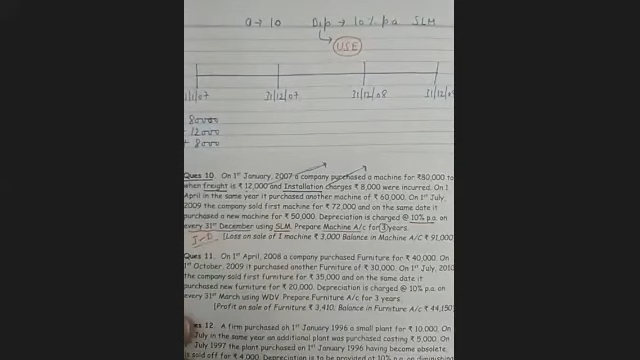 Q → 10 Dep → 10% pa SLM
USE
1/1/07 31/12/07 31/12/08 31/12/
80000
12000
+ 8000
Ques 10 On 1st January, 2007 a company purchased a machine for ₹80,000 to
when freight is ₹ 12,000 and Installation charges ₹ 8,000 were incurred. On 1
April in the same year it purchased another machine of ₹ 60,000. On 1st July,
2009 the company sold first machine for ₹ 72,000 and on the same date it
purchased a new machine for ₹ 50,000. Depreciation is charged @ 10% p.a. on
every 31st December using SLM. Prepare Machine A/c for 3 years.
J-D [Loss on sale of I machine ₹ 3,000 Balance in Machine A/C ₹ 91,000
Ques 11 On 1st April, 2008 a company purchased Furniture for ₹ 40,000. On
1st October, 2009 it purchased another Furniture of ₹ 30,000. On 1st July, 2010
the company sold first furniture for ₹ 35,000 and on the same date it
purchased new furniture for ₹ 20,000. Depreciation is charged @ 10% p.a. on
every 31st March using WDV. Prepare Furniture A/c for 3 years.
[Profit on sale of Furniture ₹ 3,410. Balance in Furniture A/C ₹ 44,150
es 12 A firm purchased on 1st January 1996 a small plant for ₹ 10,000. On
July in the same year an additional plant was purchased costing ₹ 5,000. On
July 1997 the plant purchased on 1st January 1996 having become obsolete
is sold off for ₹ 4,000. Depreciation is to be provided at 10% p.a. on diminishing